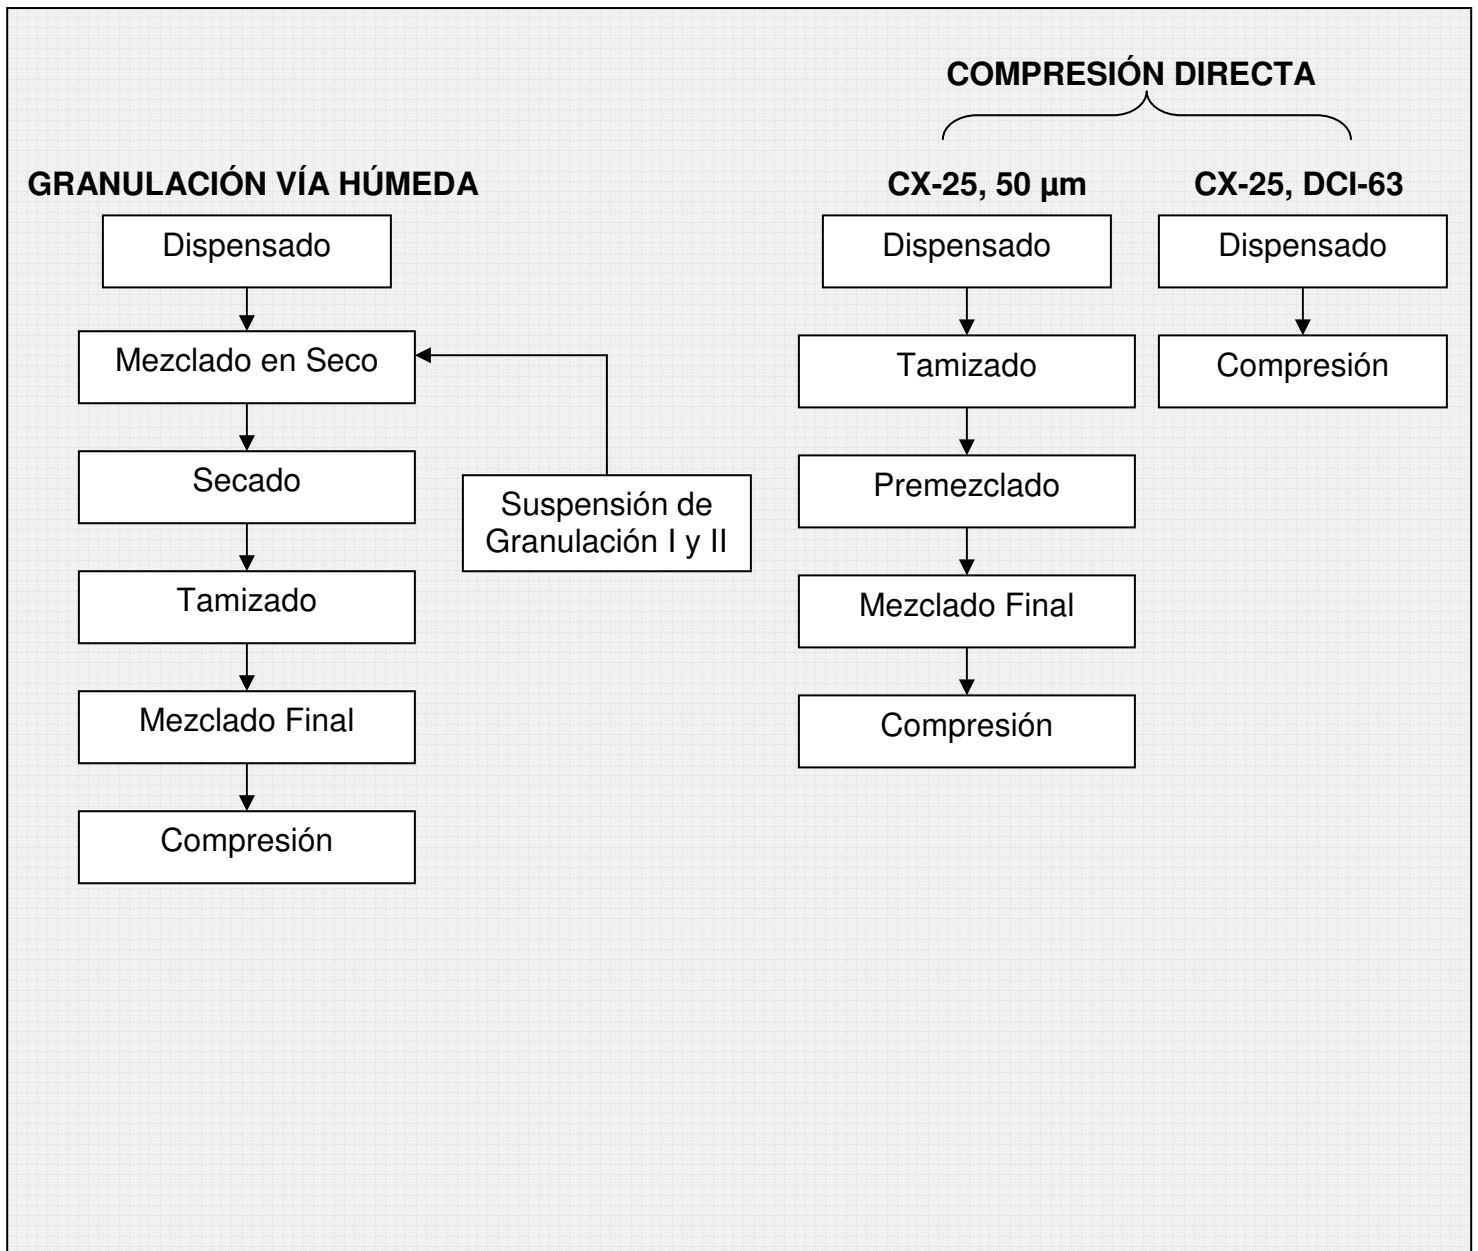 COMPRESIÓN DIRECTA
GRANULACIÓN VÍA HÚMEDA
Dispensado
Mezclado en Seco
Secado
Tamizado
Mezclado Final
Compresión
Suspensión de
Granulación I y II
CX-25, 50 µm
Dispensado
Tamizado
Premezclado
Mezclado Final
Compresión
CX-25, DCI-63
Dispensado
Compresión